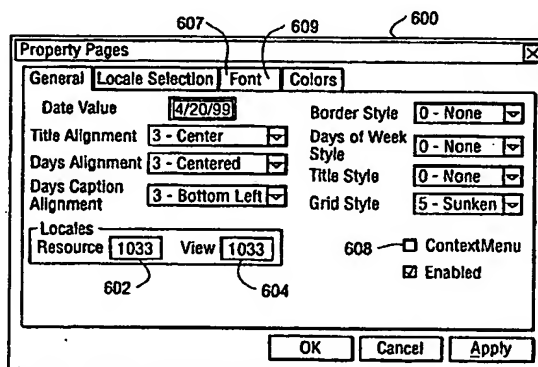 607 609 600
Property Pages
General Locale Selection Font Colors
Date Value 4/20/99 Border Style 0 - None
Title Alignment 3 - Center Days of Week Style 0 - None
Days Alignment 3 - Centered Title Style 0 - None
Days Caption Alignment 3 - Bottom Left Grid Style 5 - Sunken
Locales
Resource 1033 View 1033 608 ContextMenu
602 604 Enabled
OK Cancel Apply